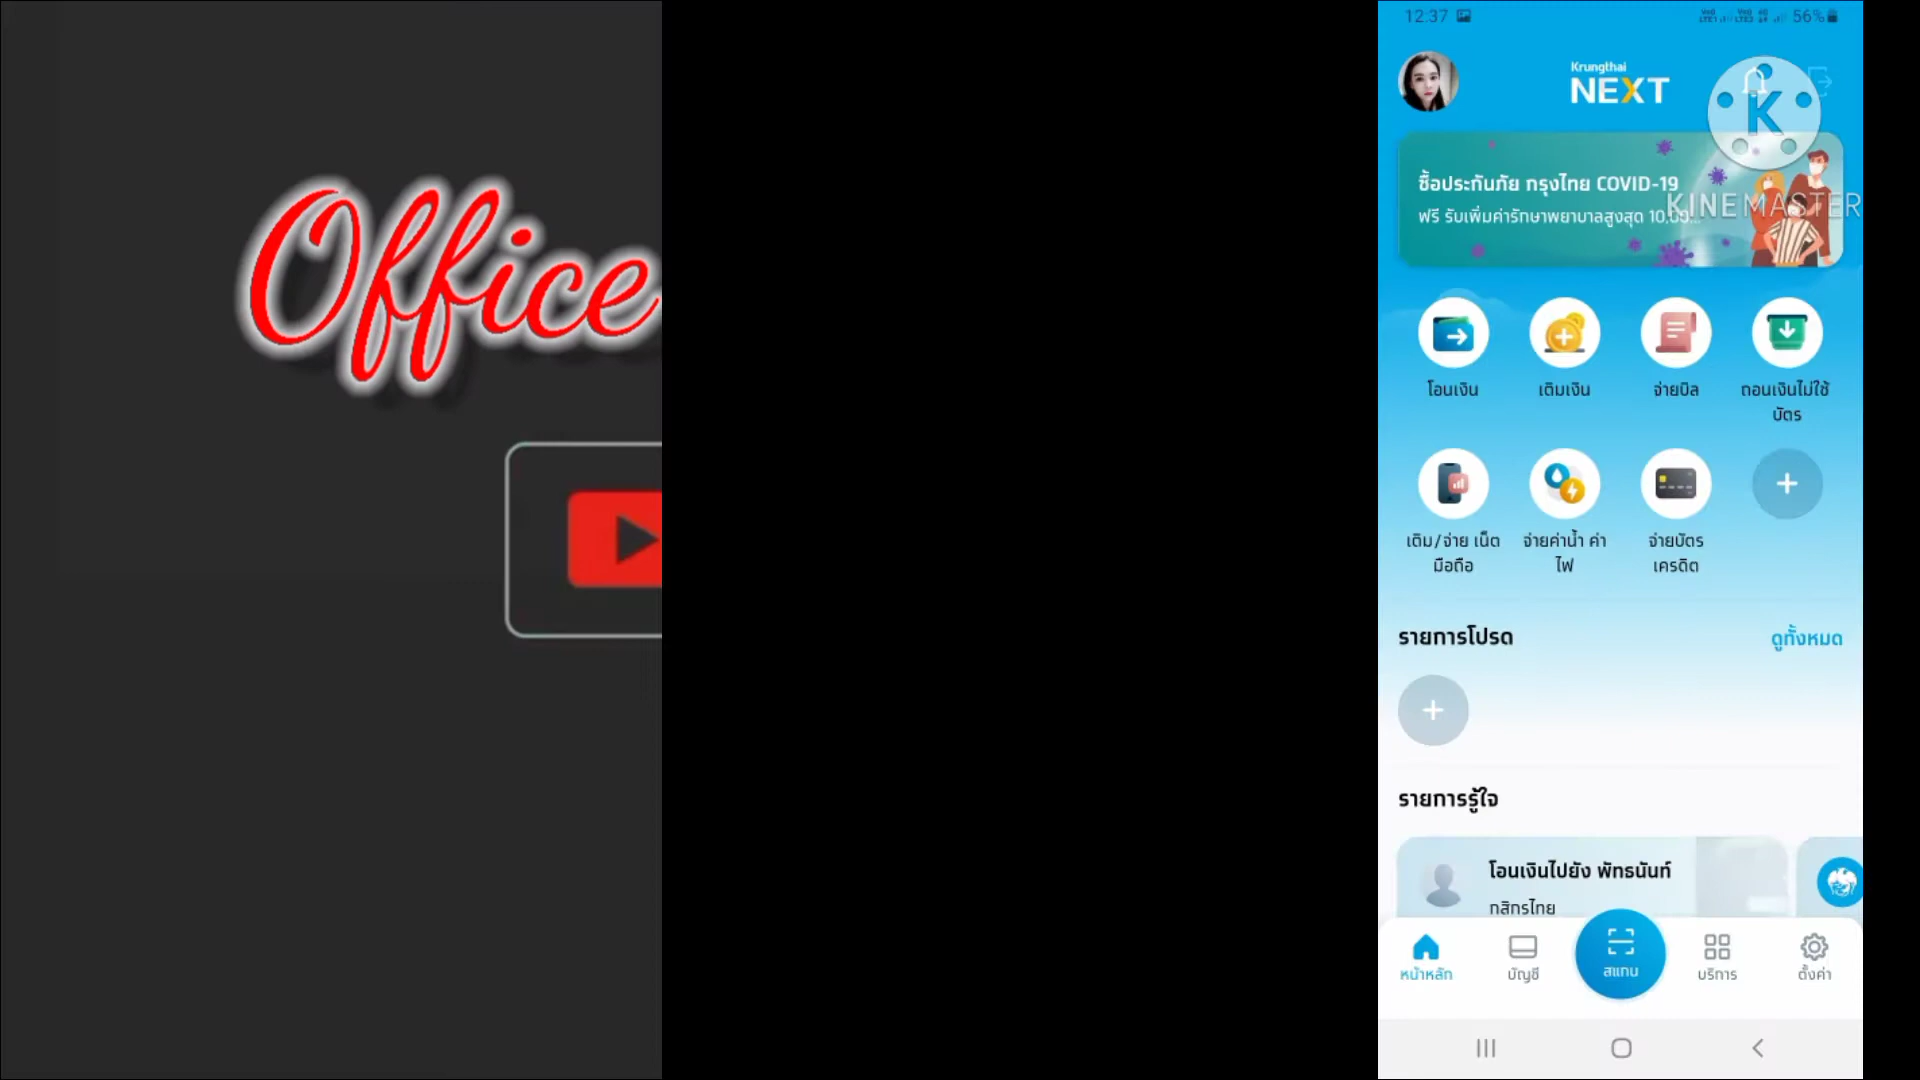 Office
12.37
56%
Krungthai
NEXT
K
KINEMASTER
ซื้อประกันภัย กรุงไทย COVID-19
ฟรี รับเพิ่มค่ารักษาพยาบาลสูงสุด
โอนเงิน
เติมเงิน
จ่ายบิล
ถอนเงินไม่ใช้
บัตร
เติม/จ่าย เน็ต
มือถือ
จ่ายค่าน้ำ ค่า
ไฟ
จ่ายบัตร
เครดิต
รายการโปรด
ดูทั้งหมด
รายการรู้ใจ
โอนเงินไปยัง พัทธนันท์
กสิกรไทย
หน้าหลัก
บัญชี
สแกน
บริการ
ตั้งค่า